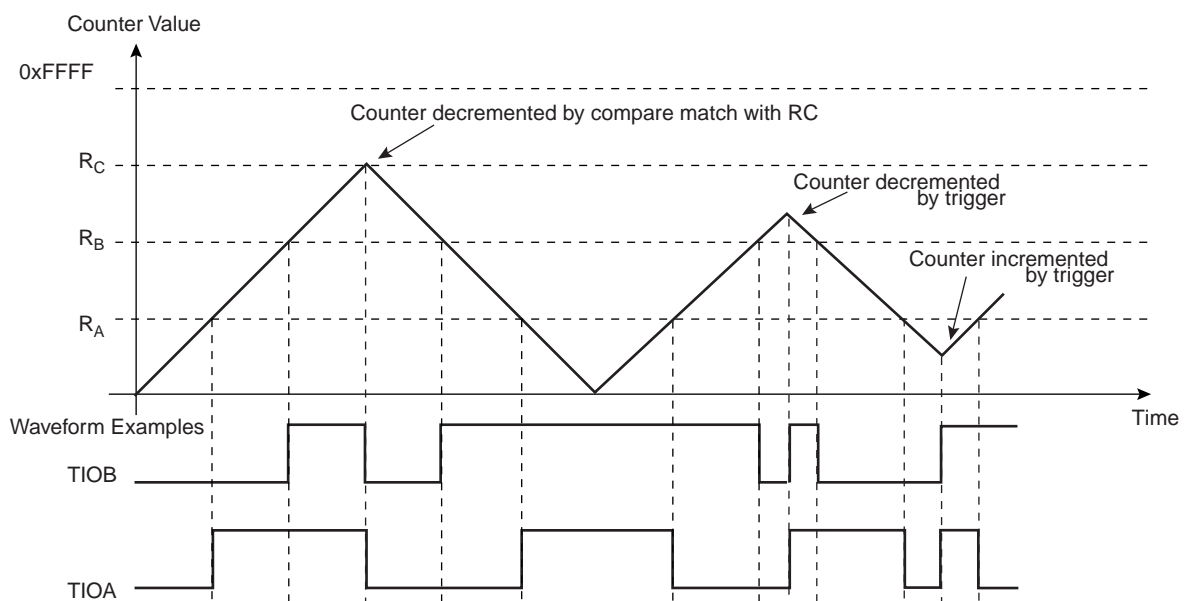 Counter Value
0xFFFF
Counter decremented by compare match with RC
RC
Counter decremented
by trigger
RB
Counter incremented
by trigger
RA
Time
Waveform Examples
TIOB
TIOA